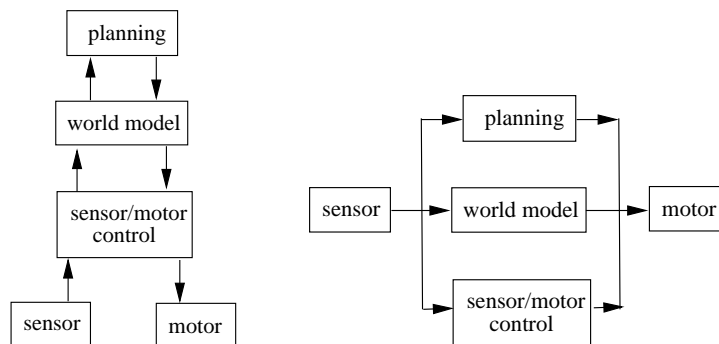 planning
world model
sensor/motor
control
sensor
motor
planning
sensor
world model
motor
sensor/motor
control